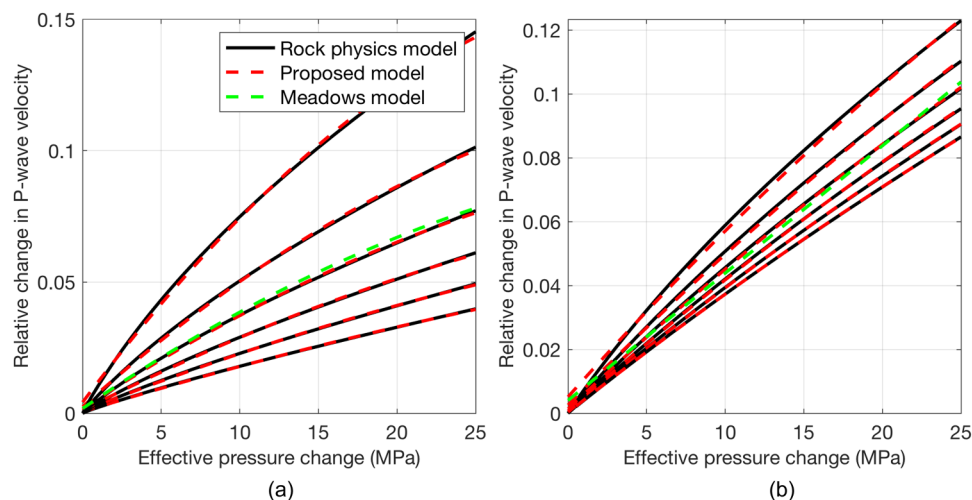 Relative change in P-wave velocity
0.15
0.1
0.05
0
Rock physics model
Proposed model
Meadows model
0 5 10 15 20 25
Effective pressure change (MPa)
(a)
Relative change in P-wave velocity
0.12
0.1
0.08
0.06
0.04
0.02
0
0 5 10 15 20 25
Effective pressure change (MPa)
(b)